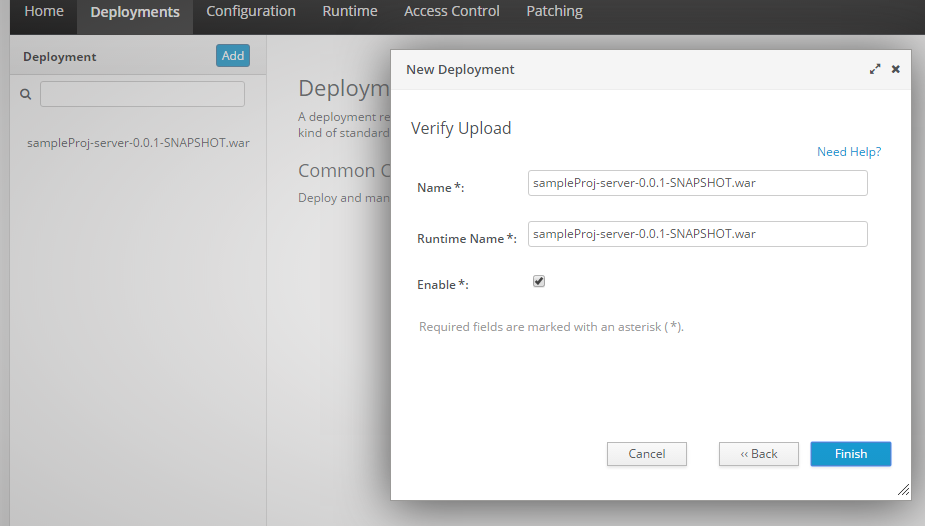 Home Deployments Configuration Runtime Access Control Patching
Deployment Add
sampleProj-server-0.0.1-SNAPSHOT.war
Deploym
A deployment re
kind of standard
Common C
Deploy and man
New Deployment
Verify Upload
Need Help?
Name*: sampleProj-server-0.0.1-SNAPSHOT.war
Runtime Name*: sampleProj-server-0.0.1-SNAPSHOT.war
Enable*:
Required fields are marked with an asterisk (*).
Cancel ‹‹ Back Finish